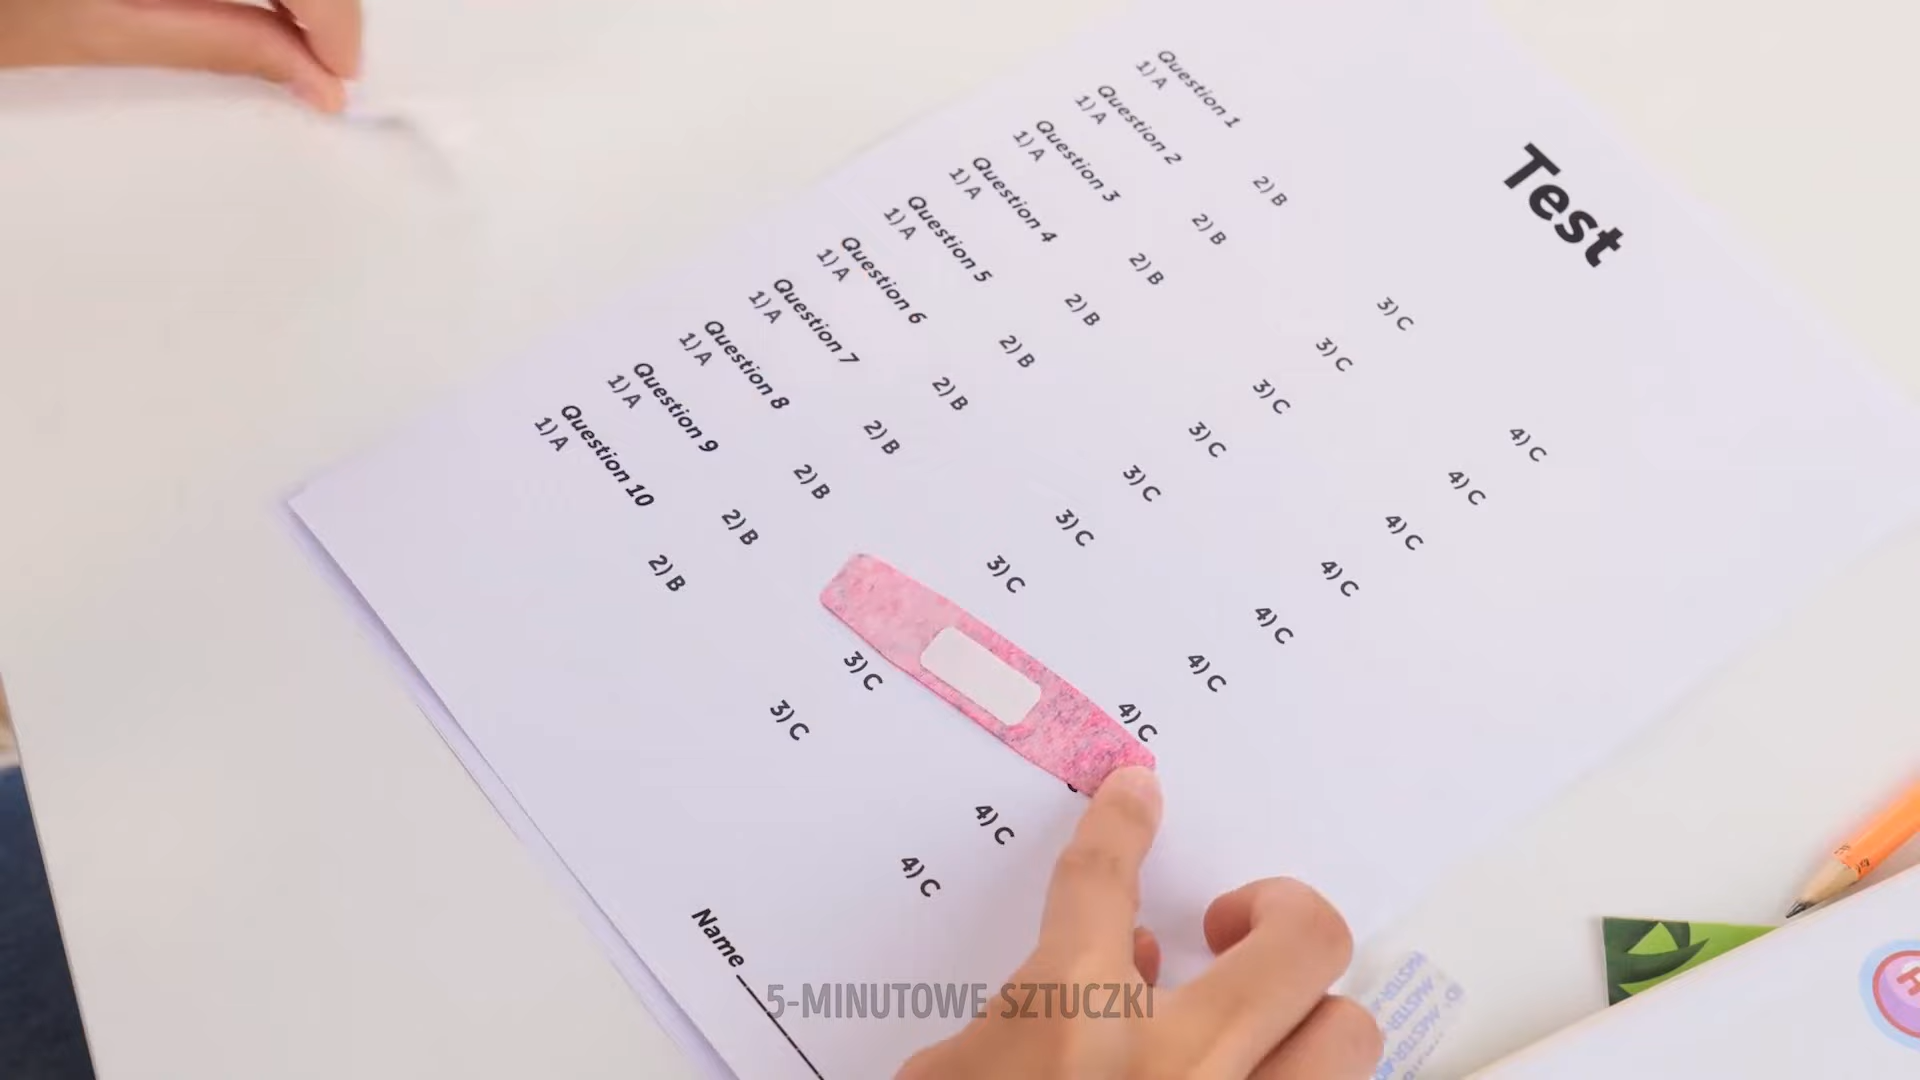 Test
Question 1
1) A 2) B 3) C 4) C
Question 2
1) A 2) B 3) C 4) C
Question 3
1) A 2) B 3) C 4) C
Question 4
1) A 2) B 3) C 4) C
Question 5
1) A 2) B 3) C 4) C
Question 6
1) A 2) B 3) C 4) C
Question 7
1) A 2) B 3) C 4) C
Question 8
1) A 2) B
Question 9
1) A 2) B 3) C 4) C
Question 10
1) A 2) B 3) C 4) C
Name
5-MINUTOWE SZTUCZKI